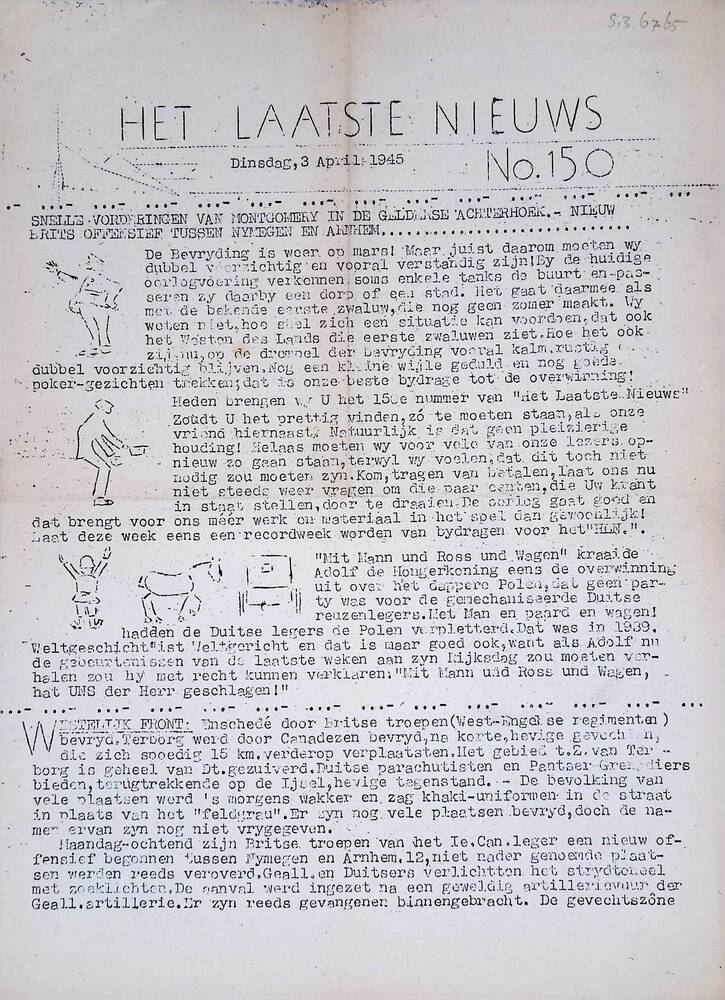 S.3.6765
HET LAATSTE NIEUWS
Dinsdag, 3 April 1945
No. 150
SNELLE VORDERINGEN VAN MONTGOMERY IN DE GELDERSE ACHTERHOEK.- NIEUW
BRITS OFFENSIEF TUSSEN NYMEGEN EN ARNHEM...........................
De Bevryding is weer op mars! Maar juist daarom moeten wy
dubbel voorzichtig en vooral verstandig zijn! By de huidige
oorlogvoering verkennen soms enkele tanks de buurt en pas-
seren zy daarby een dorp of een stad. Het gaat daarmee als
met de bekende eerste zwaluw, die nog geen zomer maakt. Wy
weten niet, hoe snel zich een situatie kan voordoen, dat ook
het Westen des Lands die eerste zwaluwen ziet. Hoe het ook
zij, nu, op de drempel der bevryding vooral kalm, rustig
dubbel voorzichtig blijven. Nog een kleine wijle geduld en nog goede
poker-gezichten trekken; dat is onze beste bydrage tot de overwinning!
Heden brengen wy U het 150e nummer van "Het Laatste Nieuws"
Zoudt U het prettig vinden, zó te moeten staan, als onze
vriend hiernaast? Natuurlijk is dat geen pleizierige
houding! Helaas moeten wy voor vele van onze lezers op-
nieuw zo gaan staan, terwyl wy voelen, dat dit toch niet
nodig zou moeten zyn. Kom, tragen van betalen, laat ons nu
niet steeds weer vragen om die paar centen, die Uw krant
in staat stellen, door te draaien. De oorlog gaat goed en
dat brengt voor ons méér werk en materiaal in het spel dan gewoonlijk!
Laat deze week eens een recordweek worden van bydragen voor het "HLN.".
"Mit Mann und Ross und Wagen" kraaide
Adolf de Hongerkoning eens de overwinning
uit over het dappere Polen, dat geen par-
ty was voor de gemechaniseerde Duitse
reuzenlegers. Met Man en paard en wagen!
hadden de Duitse legers de Polen verpletterd. Dat was in 1939.
"Weltgeschicht" ist Weltgericht en dat is maar goed ook, want als Adolf nu
de gebeurtenissen van de laatste weken aan zyn Rijksdag zou moeten ver-
halen zou hy met recht kunnen verklaren: "Mit Mann und Ross und Wagen,
hat UNS der Herr geschlagen!"
WESTELIJK FRONT: Enschedé door Britse troepen (West-Engelse regimenten)
bevryd. Terborg werd door Canadezen bevryd, na korte, hevige gevechten,
die zich spoedig 15 km. verderop verplaatsten. Het gebied t.Z. van Ter-
borg is geheel van Dt. gezuiverd. Duitse parachutisten en Pantser Grenadiers
bieden, terugtrekkende op de IJsel, hevige tegenstand. - De bevolking van
vele plaatsen werd 's morgens wakker en zag khaki-uniformen in de straat
in plaats van het "feldgrau". Er zyn nog vele plaatsen bevryd, doch de na-
men ervan zyn nog niet vrygegeven.
Maandag-ochtend zijn Britse troepen van het Ie. Can. leger een nieuw of-
fensief begonnen tussen Nymegen en Arnhem. 12, niet nader genoemde plaat-
sen werden reeds veroverd. Geall. en Duitsers verlichtten het strydtoneel
met zoeklichten. De aanval werd ingezet na een geweldig artillerievuur der
Geall. artillerie. Er zyn reeds gevangenen binnengebracht. De gevechtszône